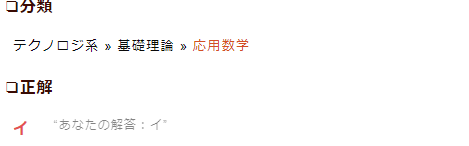 ❏分類
テクノロジ系 » 基礎理論 » 応用数学
❏正解
イ “あなたの解答：イ”